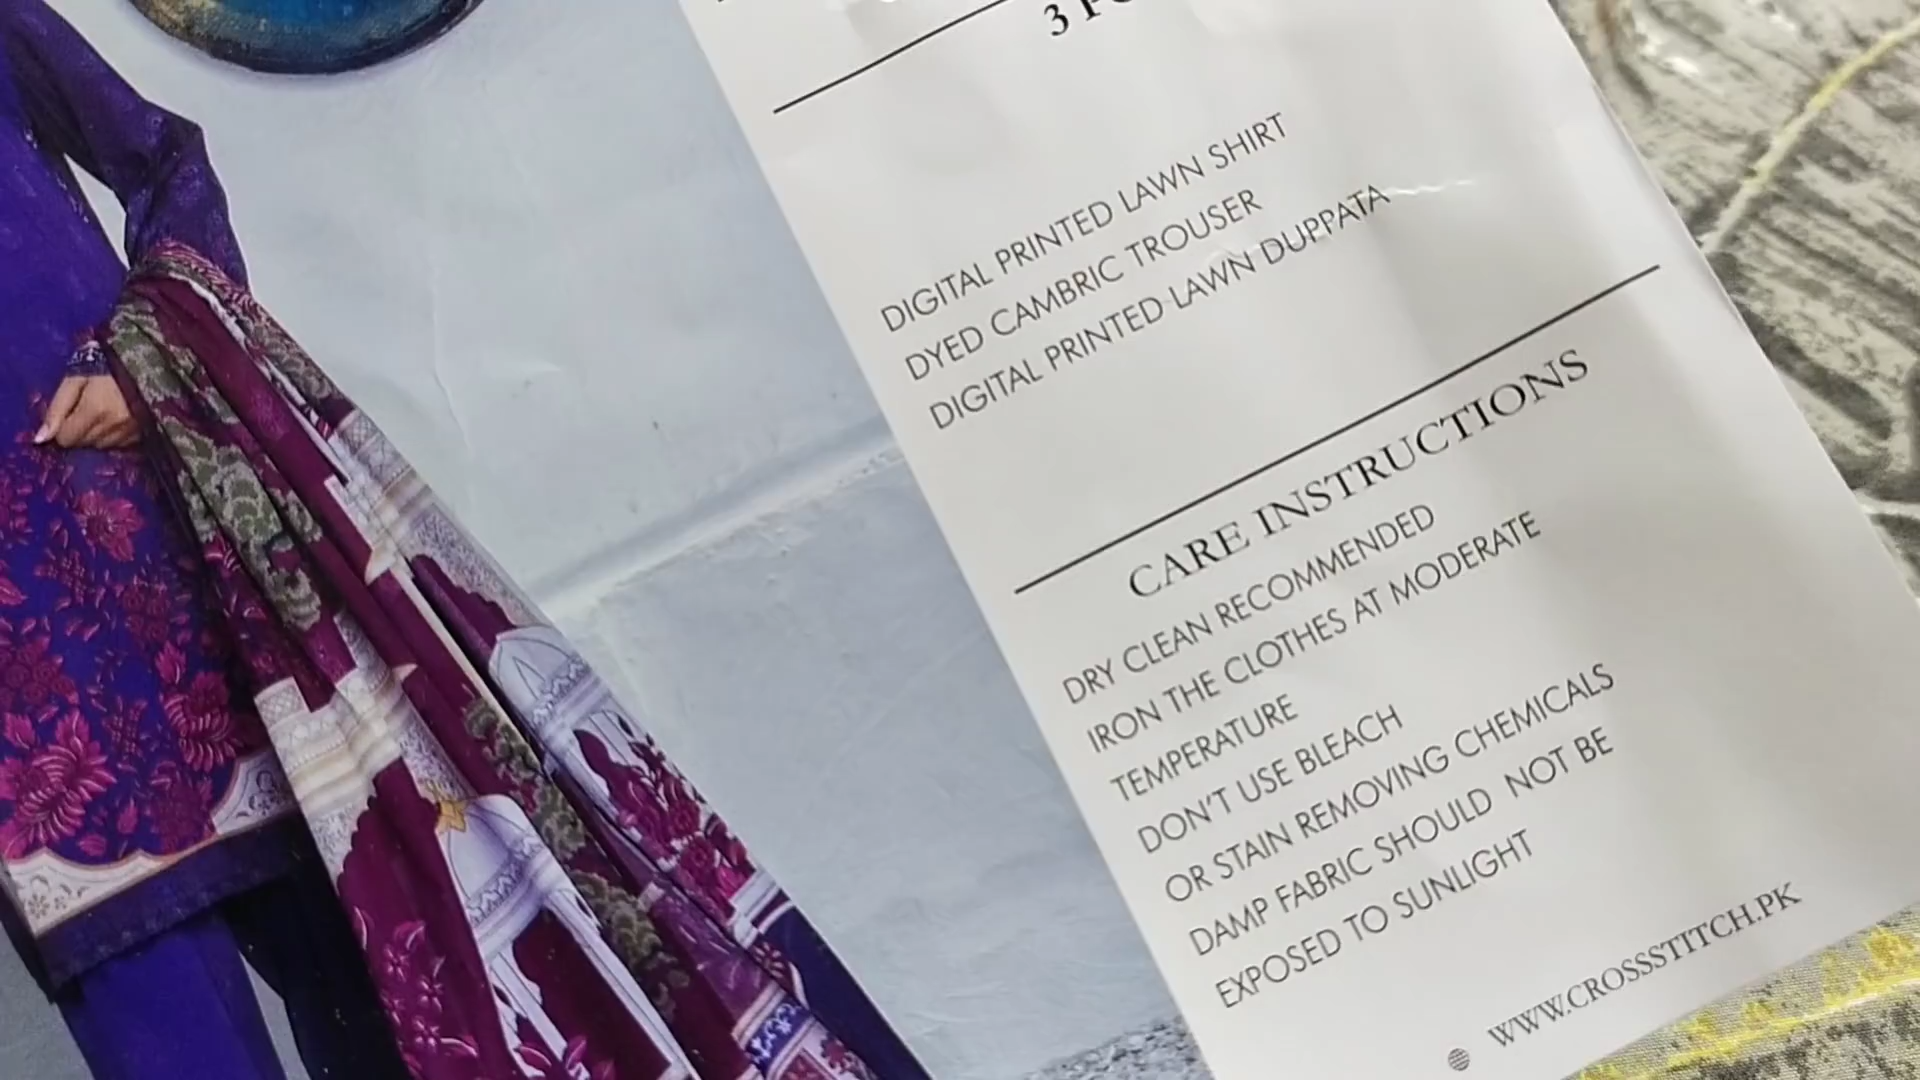 3
DIGITAL PRINTED LAWN SHIRT
DYED CAMBRIC TROUSER
DIGITAL PRINTED LAWN DUPPATA
CARE INSTRUCTIONS
DRY CLEAN RECOMMENDED
IRON THE CLOTHES AT MODERATE
TEMPERATURE
DON'T USE BLEACH
OR STAIN REMOVING CHEMICALS
DAMP FABRIC SHOULD NOT BE
EXPOSED TO SUNLIGHT
WWW.CROSSSTITCH.PK